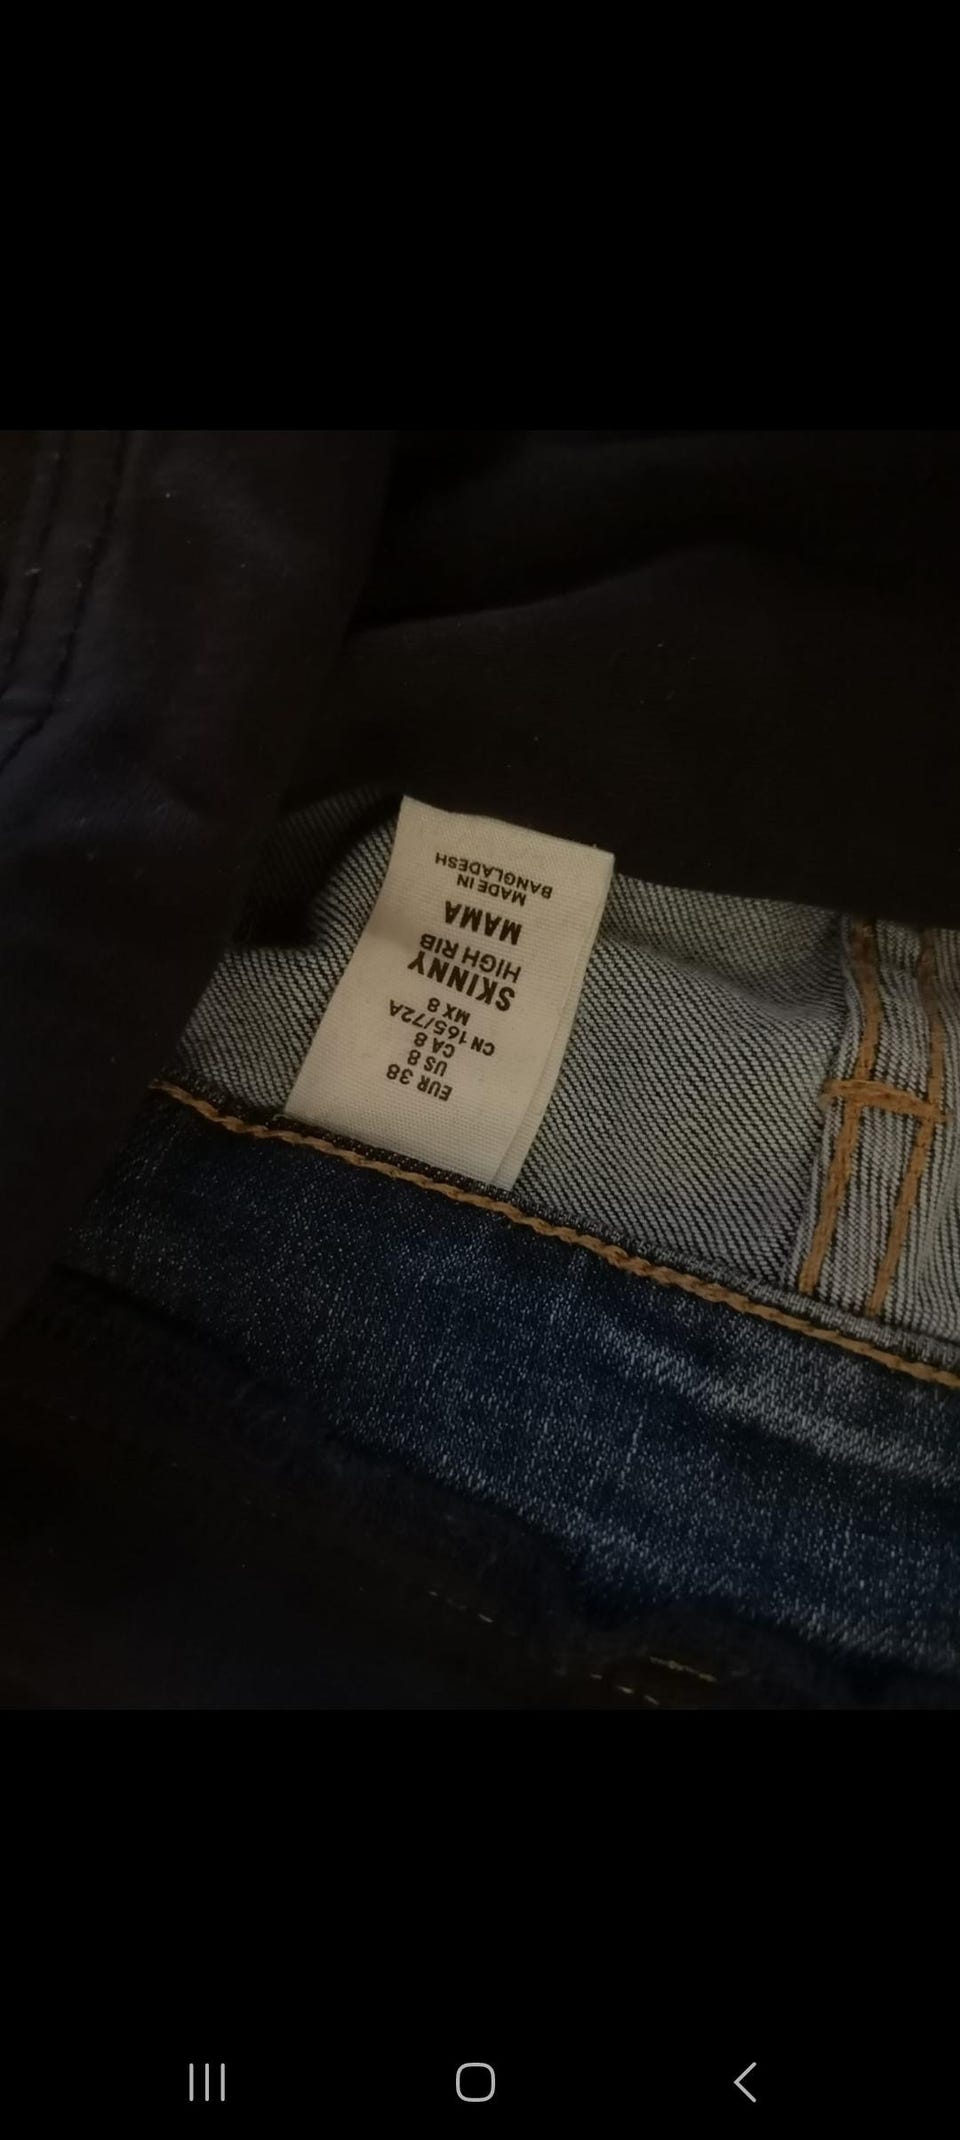 EUR 38
US 8
CA 8
CN 165/72A
MX 8
SKINNY
HIGH RIB
MAMA
MADE IN
BANGLADESH